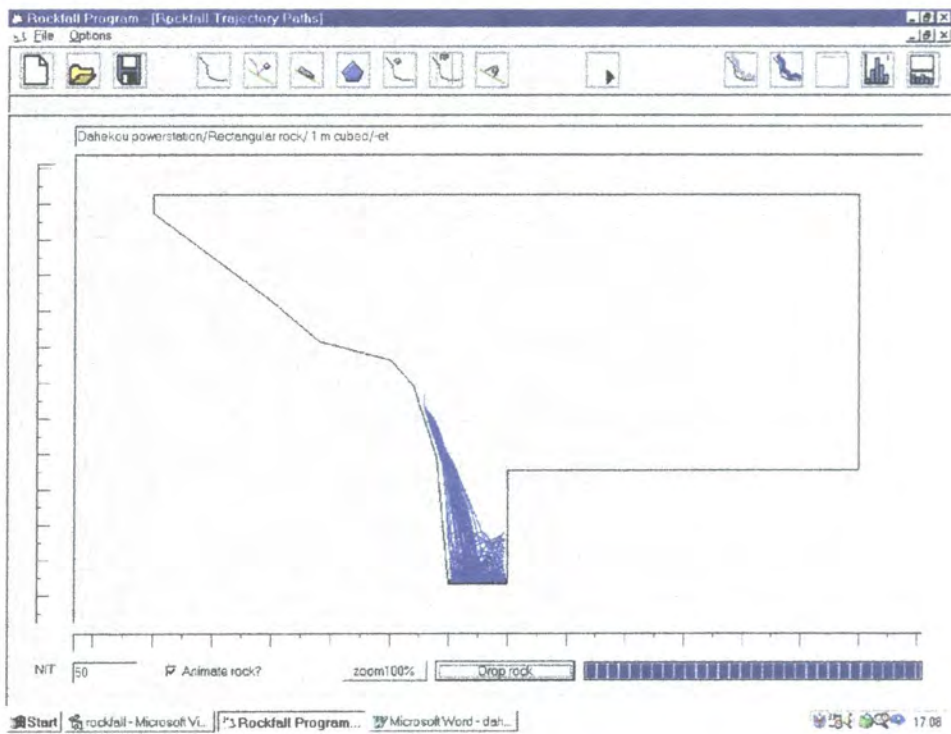 Rockfall Program - [Rockfall Trajectory Paths]
File Options
Dahekou powerstation/Rectangular rock/ 1 m cubed/-et
NIT 50 Animate rock? zoom100% Drop rock
Start rockfall - Microsoft Vi... Rockfall Program... Microsoft Word - dah... 17:08